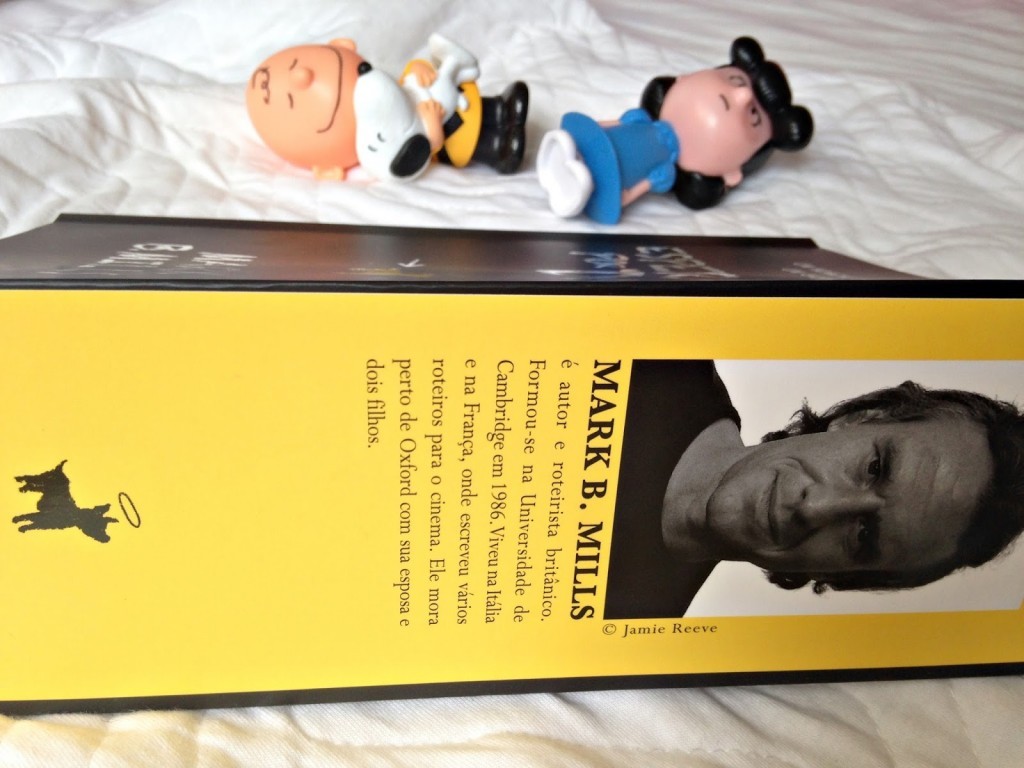 © Jamie Reeve
MARK B. MILLS
é autor e roteirista britânico.
Formou-se na Universidade de
Cambridge em 1986. Viveu na Itália
e na França, onde escreveu vários
roteiros para o cinema. Ele mora
perto de Oxford com sua esposa e
dois filhos.